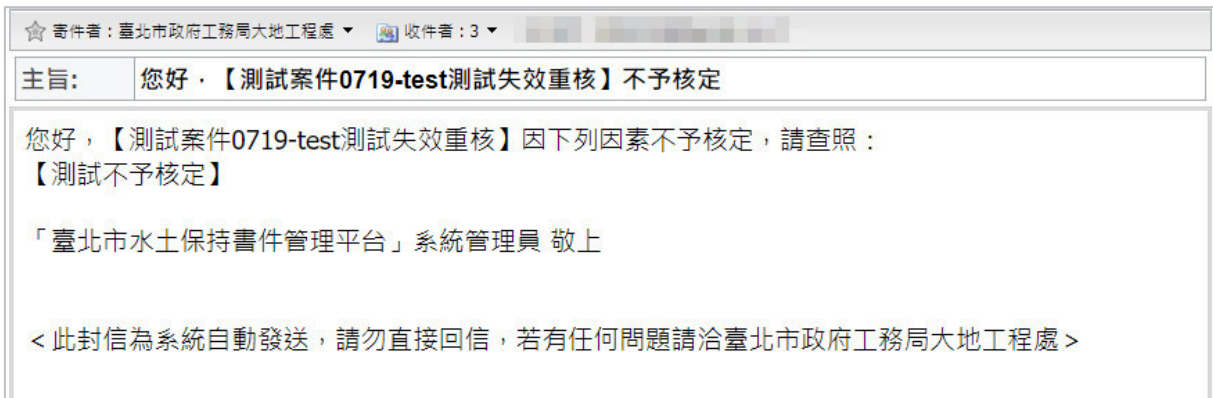 寄件者：臺北市政府工務局大地工程處 收件者：3
主旨: 您好，【測試案件0719-test測試失效重核】不予核定
您好，【測試案件0719-test測試失效重核】因下列因素不予核定，請查照：
【測試不予核定】
「臺北市水土保持書件管理平台」系統管理員 敬上
＜此封信為系統自動發送，請勿直接回信，若有任何問題請洽臺北市政府工務局大地工程處＞